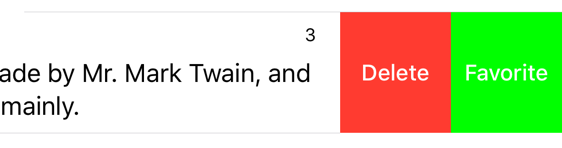 3
ade by Mr. Mark Twain, and
mainly.
Delete
Favorite